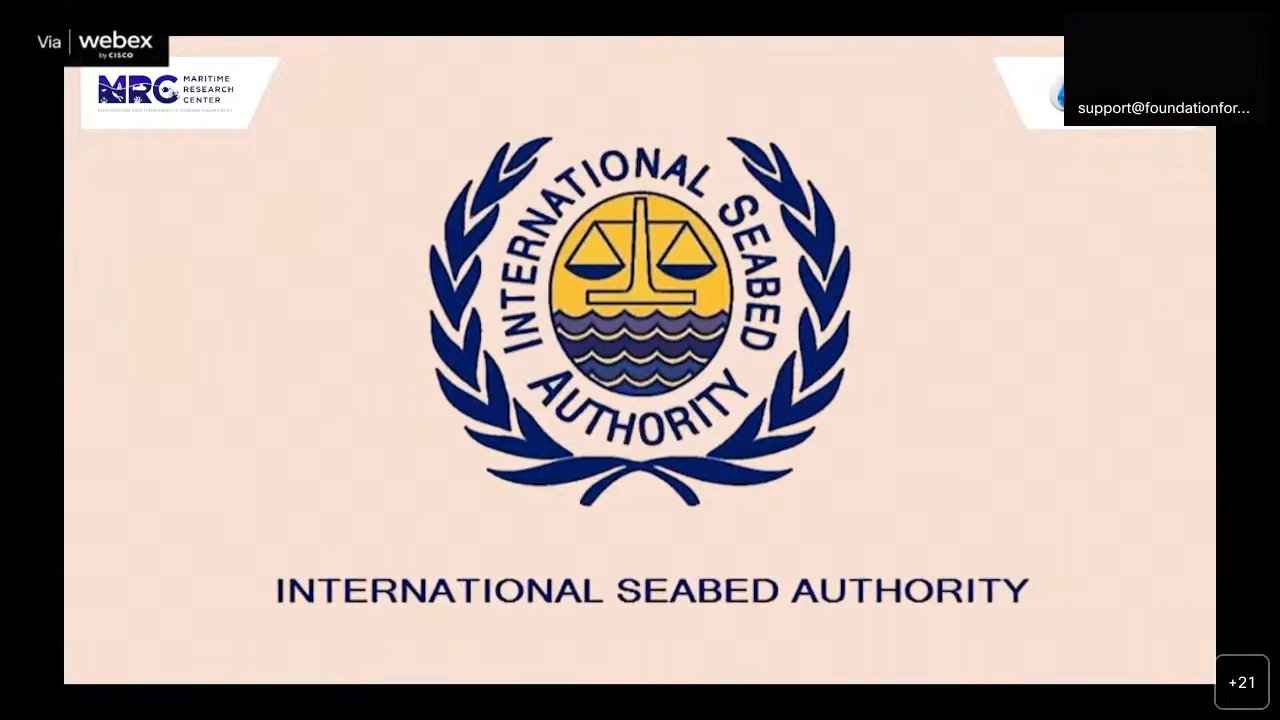 Via webex
by CISCO
MRC MARITIME
RESEARCH
CENTER
support@foundationfor...
INTERNATIONAL SEABED
AUTHORITY
INTERNATIONAL SEABED AUTHORITY
+21